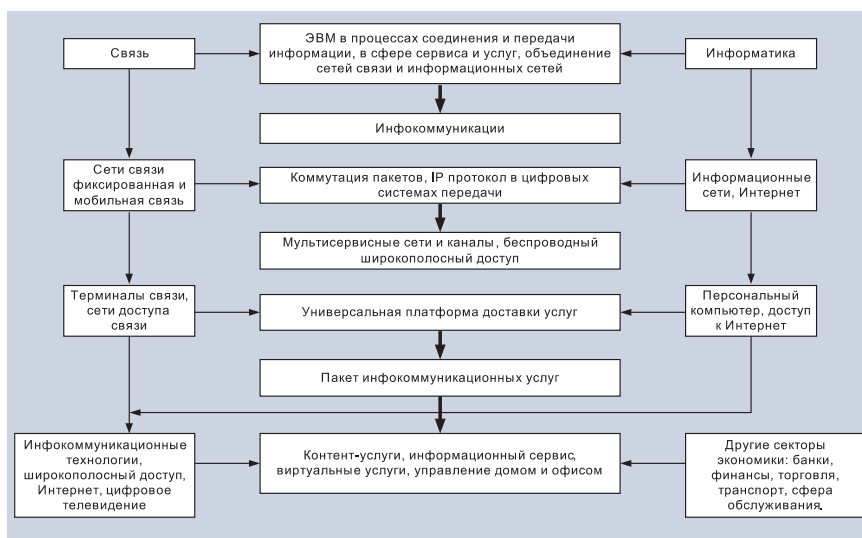 Связь
ЭВМ в процессах соединения и передачи
информации, в сфере сервиса и услуг, объединение
сетей связи и информационных сетей
Информатика
Инфокоммуникации
Сети связи
фиксированная и
мобильная связь
Коммутация пакетов, IP протокол в цифровых
системах передачи
Информационные
сети, Интернет
Мультисервисные сети и каналы, беспроводный
широкополосный доступ
Терминалы связи,
сети доступа
связи
Универсальная платформа доставки услуг
Персональный
компьютер, доступ
к Интернет
Пакет инфокоммуникационных услуг
Инфокоммуникационные
технологии,
широкополосный доступ,
Интернет, цифровое
телевидение
Контент-услуги, информационный сервис,
виртуальные услуги, управление домом и офисом
Другие секторы
экономики: банки,
финансы, торговля,
транспорт, сфера
обслуживания.